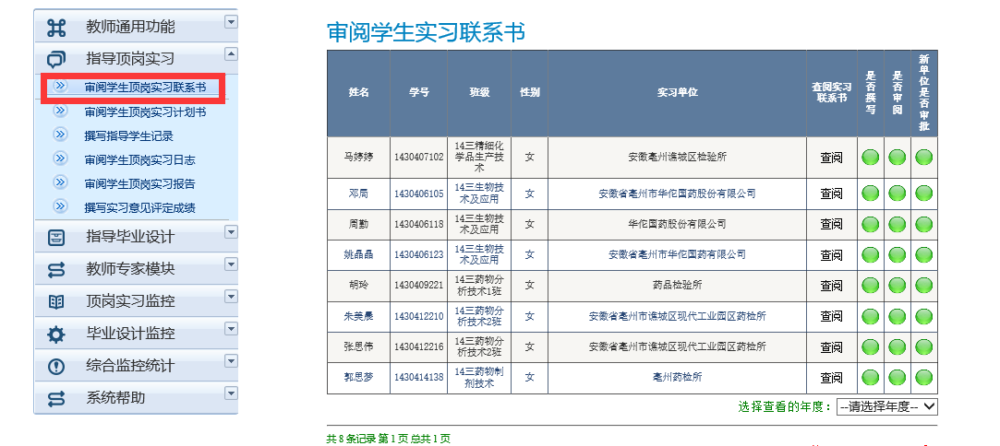 教师通用功能
指导顶岗实习
审阅学生顶岗实习联系书
审阅学生顶岗实习计划书
撰写指导学生记录
审阅学生顶岗实习日志
审阅学生顶岗实习报告
撰写实习意见评定成绩
指导毕业设计
教师专家模块
顶岗实习监控
毕业设计监控
综合监控统计
系统帮助
审阅学生实习联系书
姓名 学号 班级 性别 实习单位 查阅实习联系书 是否撰写 是否审阅 新单位是否审批
马婷婷 1430407102 14三精细化学品生产技术 女 安徽亳州谯城区检验所 查阅
邓局 1430406105 14三生物技术及应用 女 安徽省亳州市华佗国药股份有限公司 查阅
周勤 1430406118 14三生物技术及应用 女 华佗国药股份有限公司 查阅
姚晶晶 1430406123 14三生物技术及应用 女 安徽省亳州市华佗国药有限公司 查阅
胡玲 1430409221 14三药物分析技术1班 女 药品检验所 查阅
朱美晨 1430412210 14三药物分析技术2班 女 安徽省亳州市谯城区现代工业园区药检所 查阅
张思伟 1430412216 14三药物分析技术2班 女 安徽省亳州市谯城区现代工业园区药检所 查阅
郭思梦 1430414138 14三药物制剂技术 女 亳州药检所 查阅
选择查看的年度：--请选择年度--
共 8 条记录 第 1 页 总共 1 页